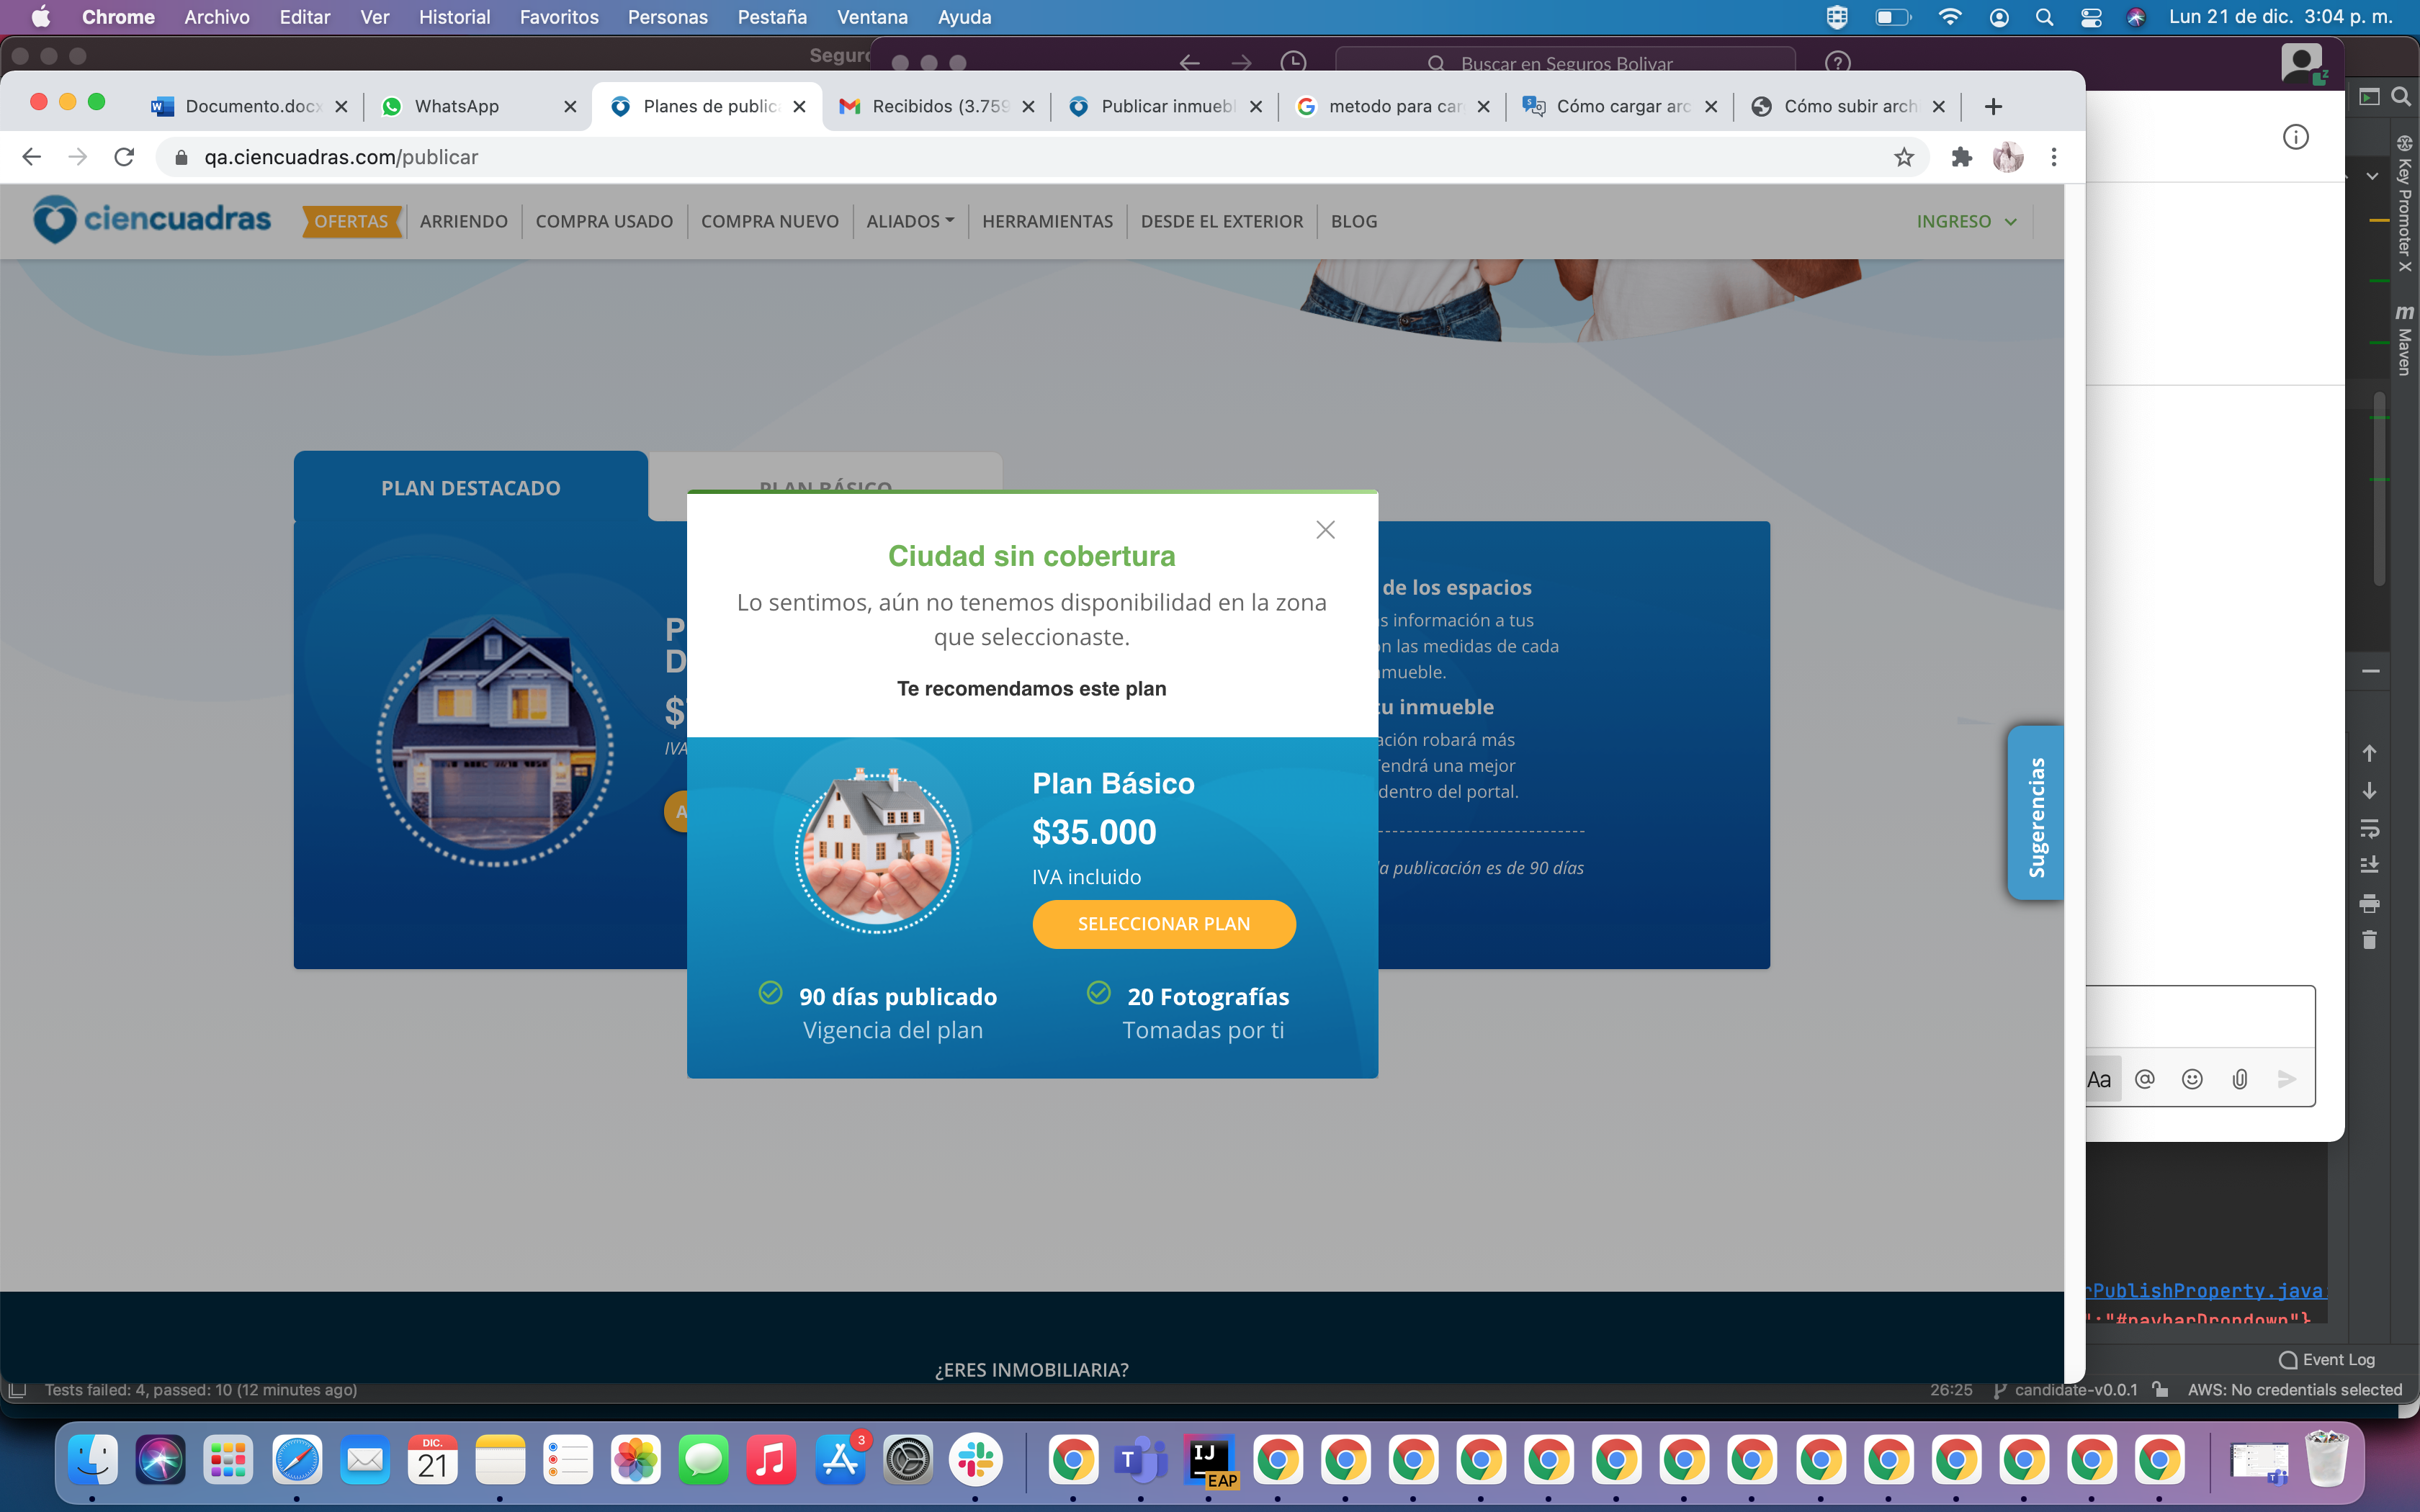 Chrome Archivo Editar Ver Historial Favoritos Personas Pestaña Ventana Ayuda
Lun 21 de dic. 3:04 p. m.
Buscar en Seguros Bolivar
Documento.docx
WhatsApp
Planes de public
Recibidos (3.759
Publicar inmuebl
metodo para car
Cómo cargar arc
Cómo subir arch
qa.ciencuadras.com/publicar
ciencuadras
OFERTAS
ARRIENDO
COMPRA USADO
COMPRA NUEVO
ALIADOS
HERRAMIENTAS
DESDE EL EXTERIOR
BLOG
INGRESO
Key Promoter X
m Maven
PLAN DESTACADO
PLAN BÁSICO
Ciudad sin cobertura
Lo sentimos, aún no tenemos disponibilidad en la zona
que seleccionaste.
Te recomendamos este plan
P
D
$
IVA
A
de los espacios
s información a tus
n las medidas de cada
nmueble.
tu inmueble
ación robará más
Tendrá una mejor
dentro del portal.
la publicación es de 90 días
Plan Básico
$35.000
IVA incluido
SELECCIONAR PLAN
90 días publicado
Vigencia del plan
20 Fotografías
Tomadas por ti
Sugerencias
Aa
¿ERES INMOBILIARIA?
rPublishProperty.java:
":"#navbarDropdown"}
Event Log
Tests failed: 4, passed: 10 (12 minutes ago)
26:25
candidate-v0.0.1
AWS: No credentials selected
DIC.
21
3
T
IJ
EAP